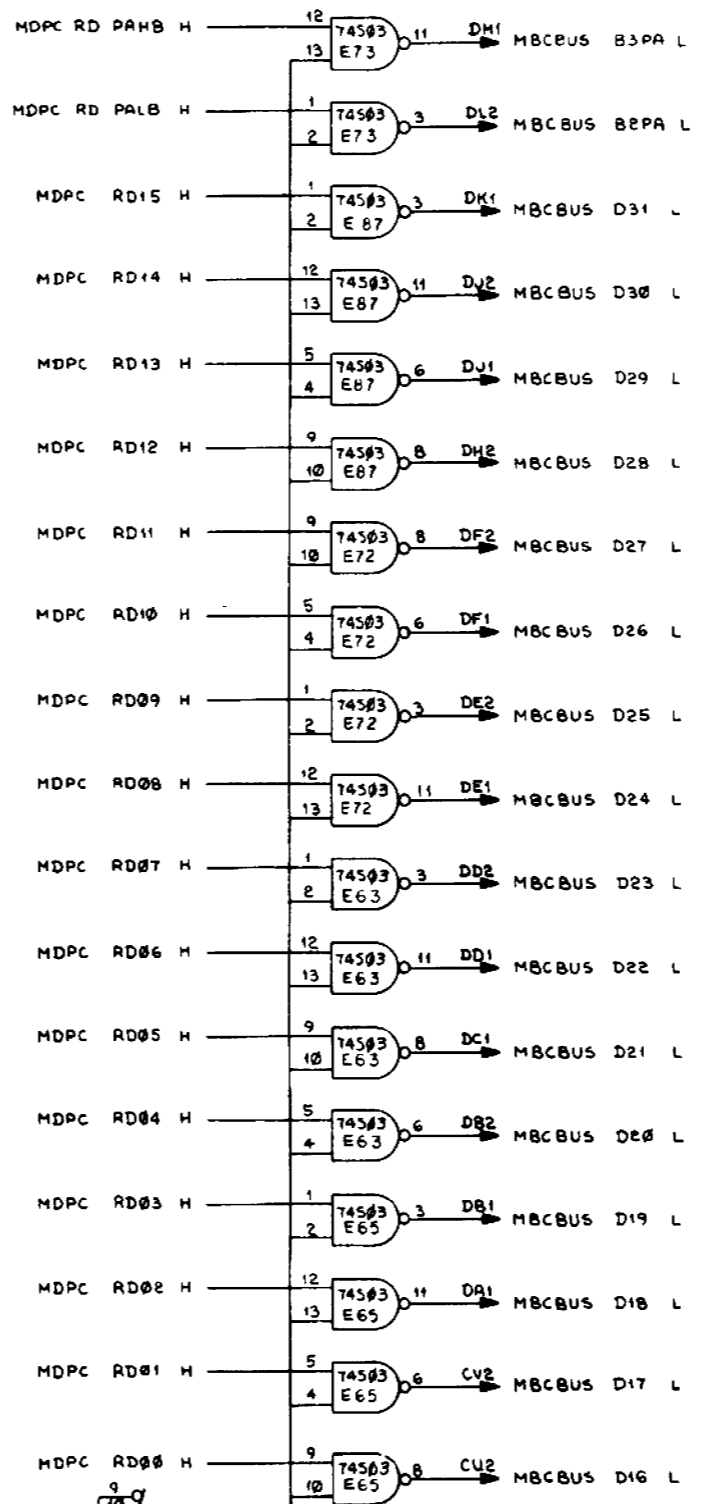 MDPC RD PAHB H 12 13 74S03 E73 11 DM1 MBCBUS B3PA L
MDPC RD PALB H 1 2 74S03 E73 3 DL2 MBCBUS B2PA L
MDPC RD15 H 1 2 74S03 E87 3 DK1 MBCBUS D31 L
MDPC RD14 H 12 13 74S03 E87 11 DJ2 MBCBUS D30 L
MDPC RD13 H 5 4 74S03 E87 6 DJ1 MBCBUS D29 L
MDPC RD12 H 9 10 74S03 E87 8 DH2 MBCBUS D28 L
MDPC RD11 H 9 10 74S03 E72 8 DF2 MBCBUS D27 L
MDPC RD10 H 5 4 74S03 E72 6 DF1 MBCBUS D26 L
MDPC RD09 H 1 2 74S03 E72 3 DE2 MBCBUS D25 L
MDPC RD08 H 12 13 74S03 E72 11 DE1 MBCBUS D24 L
MDPC RD07 H 1 2 74S03 E63 3 DD2 MBCBUS D23 L
MDPC RD06 H 12 13 74S03 E63 11 DD1 MBCBUS D22 L
MDPC RD05 H 9 10 74S03 E63 8 DC1 MBCBUS D21 L
MDPC RD04 H 5 4 74S03 E63 6 DB2 MBCBUS D20 L
MDPC RD03 H 1 2 74S03 E65 3 DB1 MBCBUS D19 L
MDPC RD02 H 12 13 74S03 E65 11 DA1 MBCBUS D18 L
MDPC RD01 H 5 4 74S03 E65 6 CV2 MBCBUS D17 L
MDPC RD00 H 9 10 74S03 E65 8 CU2 MBCBUS D16 L
9